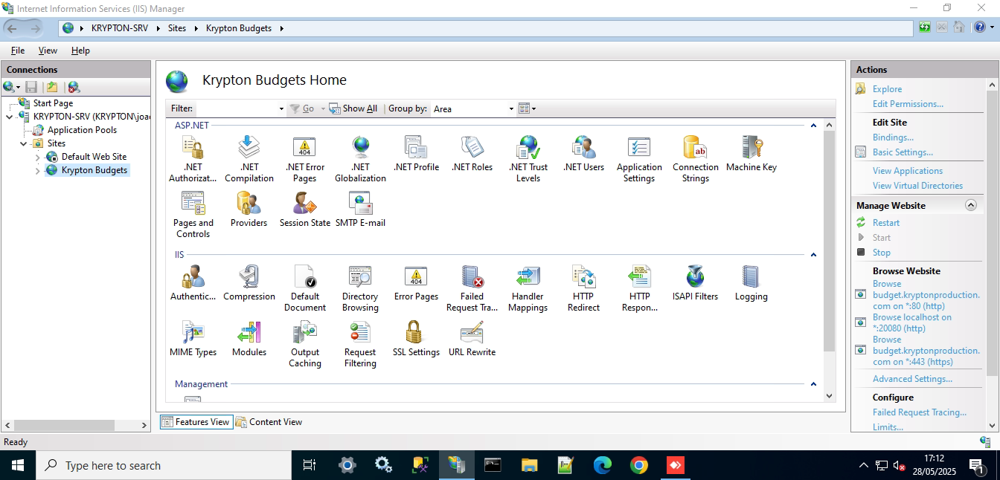 Internet Information Services (IIS) Manager
KRYPTON-SRV
Sites
Krypton Budgets
File
View
Help
Connections
Start Page
KRYPTON-SRV (KRYPTON\joac
Application Pools
Sites
Default Web Site
Krypton Budgets
Krypton Budgets Home
Filter:
Go
Show All
Group by:
Area
ASP.NET
.NET
Authorizat...
.NET
Compilation
.NET Error
Pages
.NET
Globalization
.NET Profile
.NET Roles
.NET Trust
Levels
.NET Users
Application
Settings
Connection
Strings
Machine Key
Pages and
Controls
Providers
Session State
SMTP E-mail
IIS
Authentic...
Compression
Default
Document
Directory
Browsing
Error Pages
Failed
Request Tra...
Handler
Mappings
HTTP
Redirect
HTTP
Respon...
ISAPI Filters
Logging
MIME Types
Modules
Output
Caching
Request
Filtering
SSL Settings
URL Rewrite
Management
Features View
Content View
Actions
Explore
Edit Permissions...
Edit Site
Bindings...
Basic Settings...
View Applications
View Virtual Directories
Manage Website
Restart
Start
Stop
Browse Website
Browse
budget.kryptonproduction.
com on *:80 (http)
Browse localhost on
*:20080 (http)
Browse
budget.kryptonproduction.
com on *:443 (https)
Advanced Settings...
Configure
Failed Request Tracing...
Limits...
Ready
Type here to search
17:12
28/05/2025
1